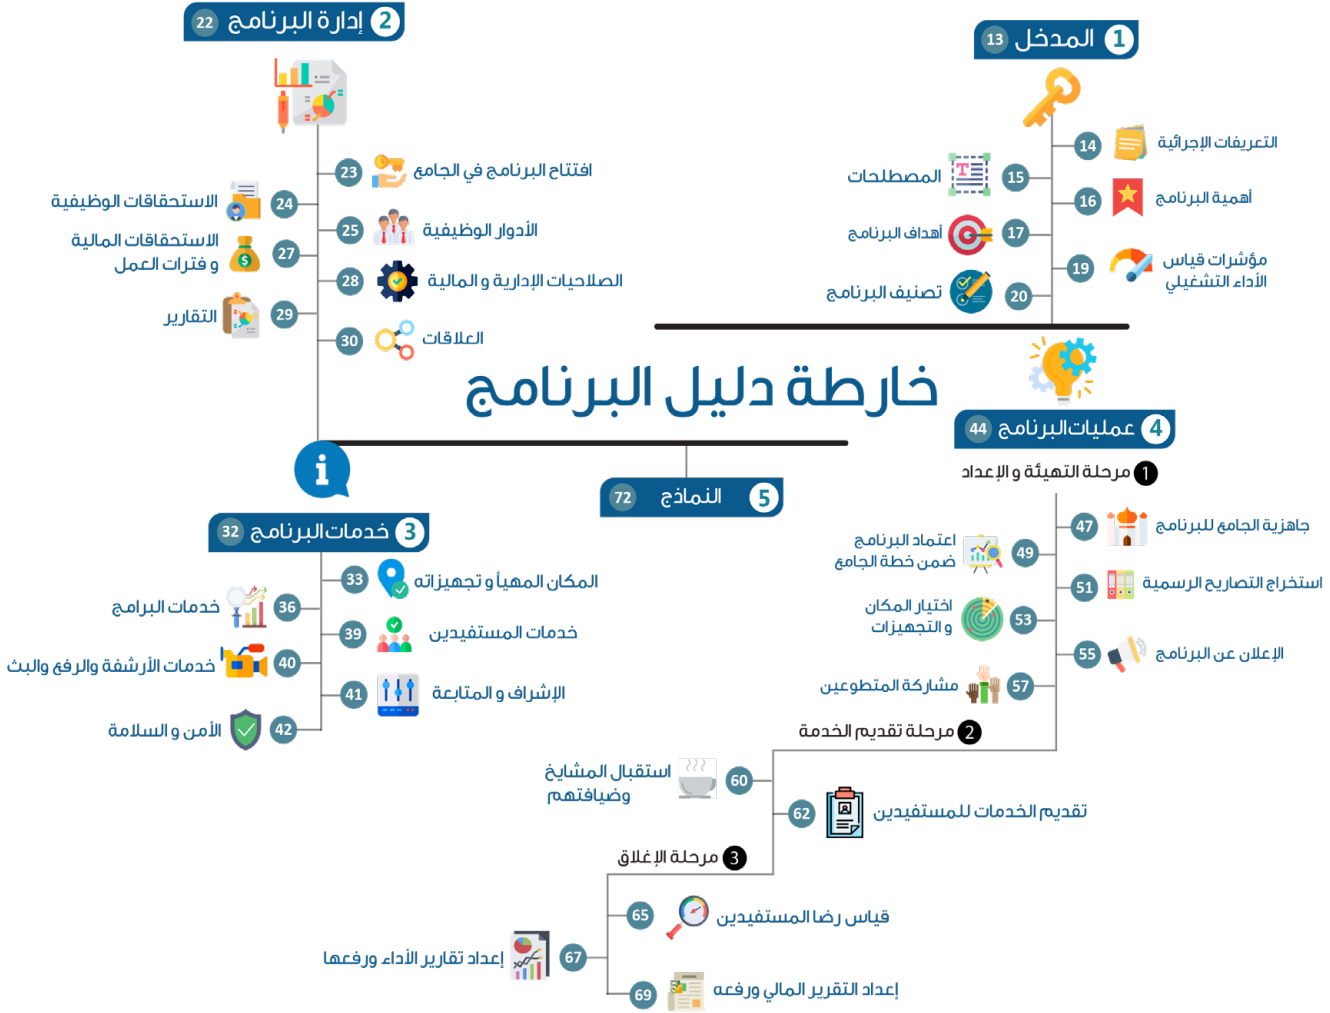 1 المدخل 13
14 التعريفات الإجرائية
15 المصطلحات
16 أهمية البرنامج
17 أهداف البرنامج
19 مؤشرات قياس
الأداء التشغيلي
20 تصنيف البرنامج
2 إدارة البرنامج 22
23 افتتاح البرنامج في الجامع
24 الاستحقاقات الوظيفية
25 الأدوار الوظيفية
27 الاستحقاقات المالية
و فترات العمل
28 الصلاحيات الإدارية و المالية
29 التقارير
30 العلاقات
خارطة دليل البرنامج
3 خدمات البرنامج 32
33 المكان المهيأ و تجهيزاته
36 خدمات البرامج
39 خدمات المستفيدين
40 خدمات الأرشفة والرفع والبث
41 الإشراف و المتابعة
42 الأمن و السلامة
4 عمليات البرنامج 44
1 مرحلة التهيئة و الإعداد
47 جاهزية الجامع للبرنامج
49 اعتماد البرنامج
ضمن خطة الجامع
51 استخراج التصاريح الرسمية
53 اختيار المكان
و التجهيزات
55 الإعلان عن البرنامج
57 مشاركة المتطوعين
2 مرحلة تقديم الخدمة
60 استقبال المشايخ
وضيافتهم
62 تقديم الخدمات للمستفيدين
3 مرحلة الإغلاق
65 قياس رضا المستفيدين
67 إعداد تقارير الأداء ورفعها
69 إعداد التقرير المالي ورفعه
5 النماذج 72